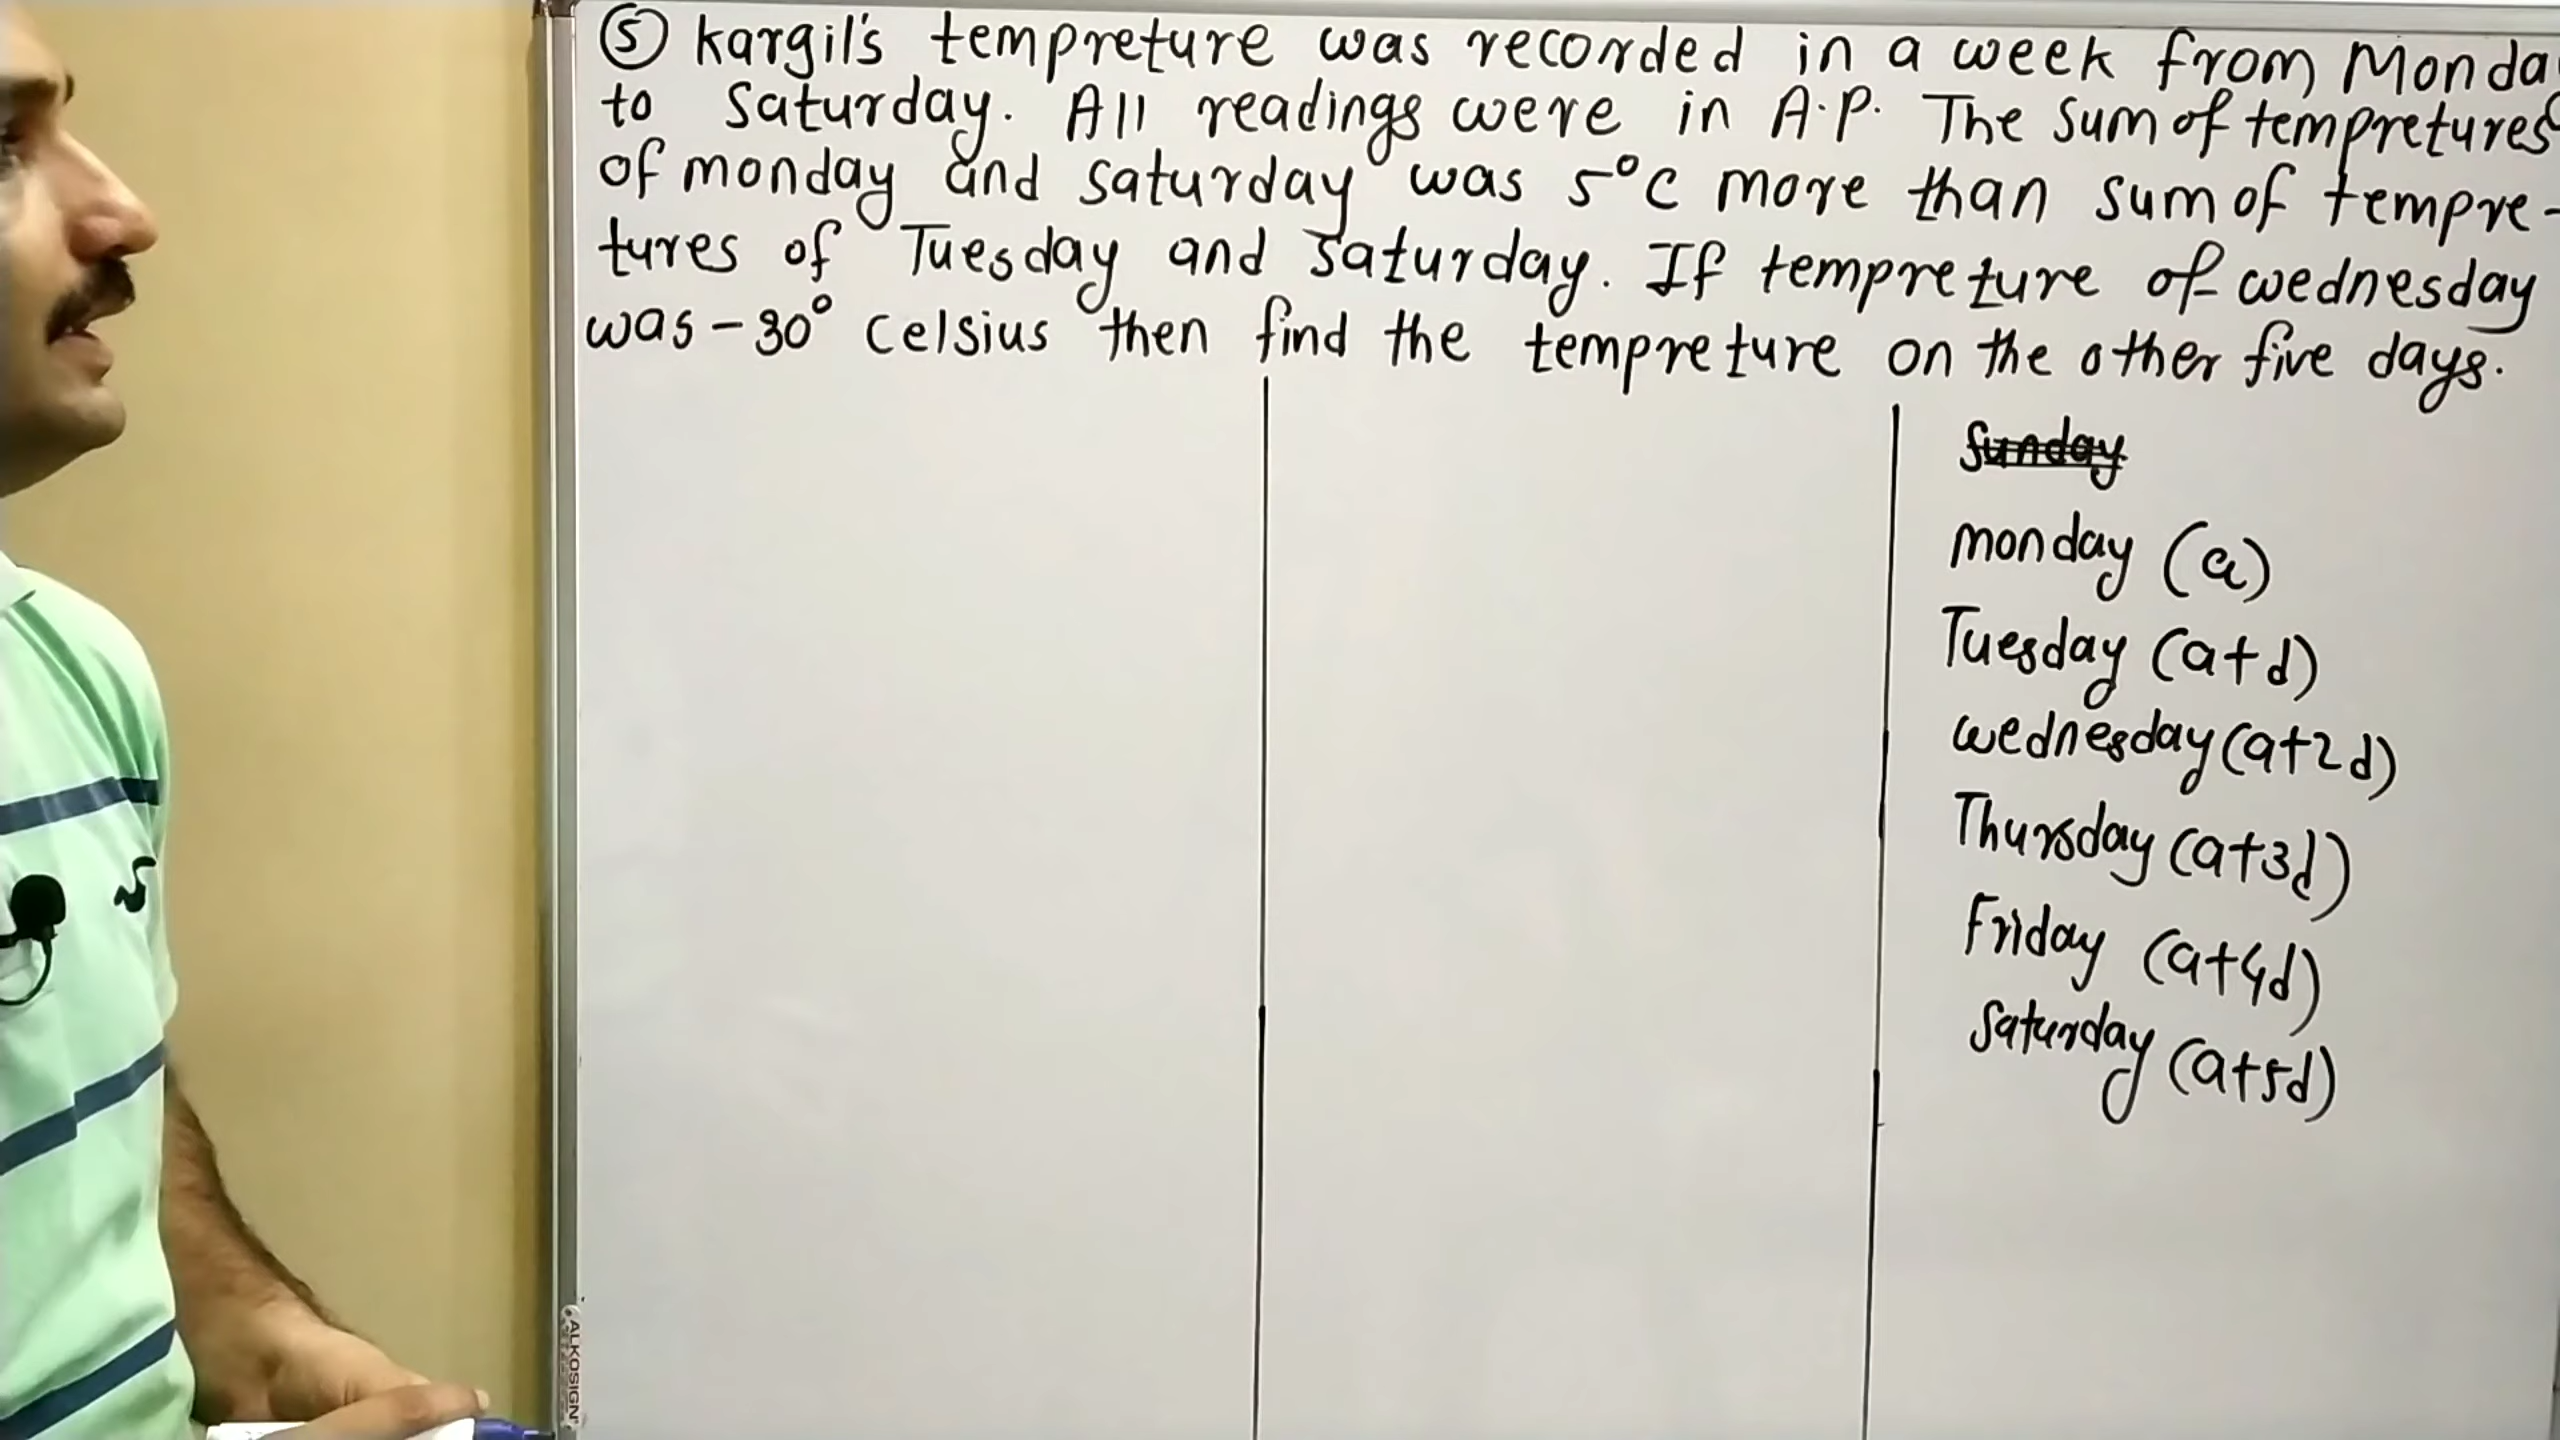 ⑤ Kargil's tempreture was recorded in a week from Monda
to Saturday. All readings were in A.P. The sum of tempretures
of monday and saturday was 5°C more than sum of tempre-
tures of Tuesday and saturday. If tempreture of wednesday
was -30° celsius then find the tempreture on the other five days.
Sunday
monday (a)
Tuesday (a+d)
wednesday (a+2d)
Thursday (a+3d)
Friday (a+4d)
Saturday (a+5d)
ALKOSIGN